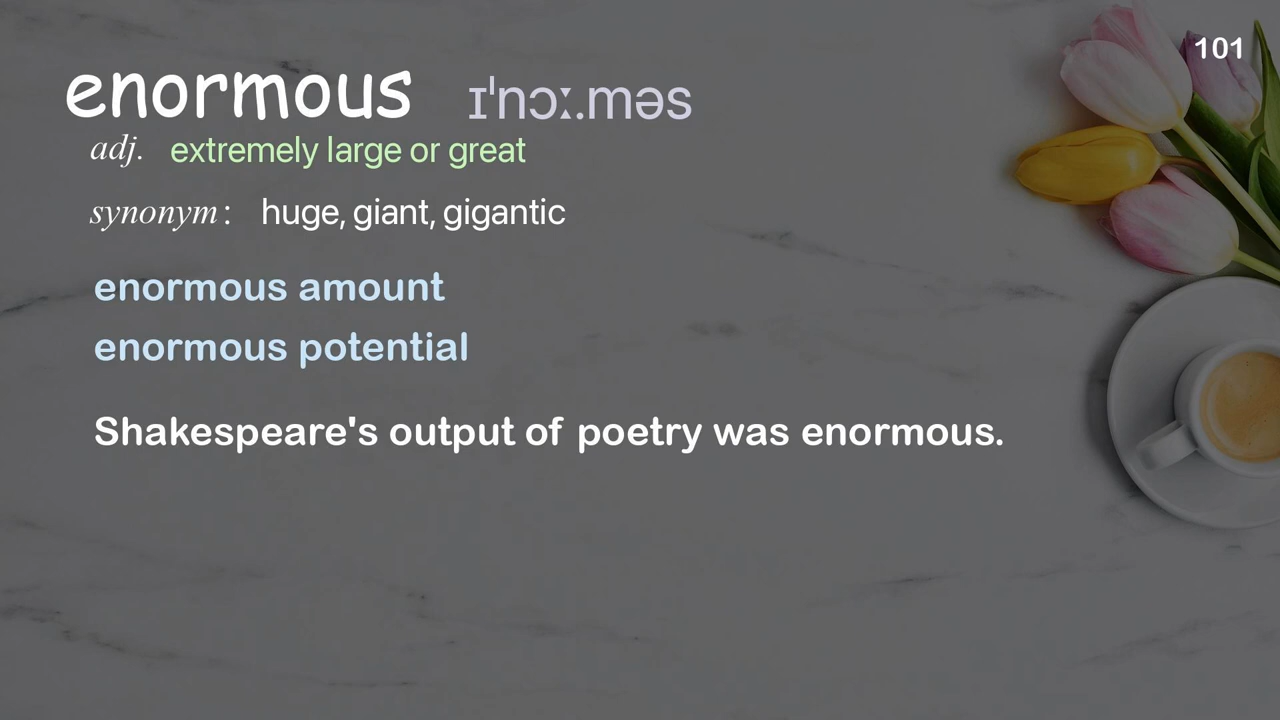 101
enormous ɪˈnɔː.məs
adj. extremely large or great
synonym: huge, giant, gigantic
enormous amount
enormous potential
Shakespeare's output of poetry was enormous.